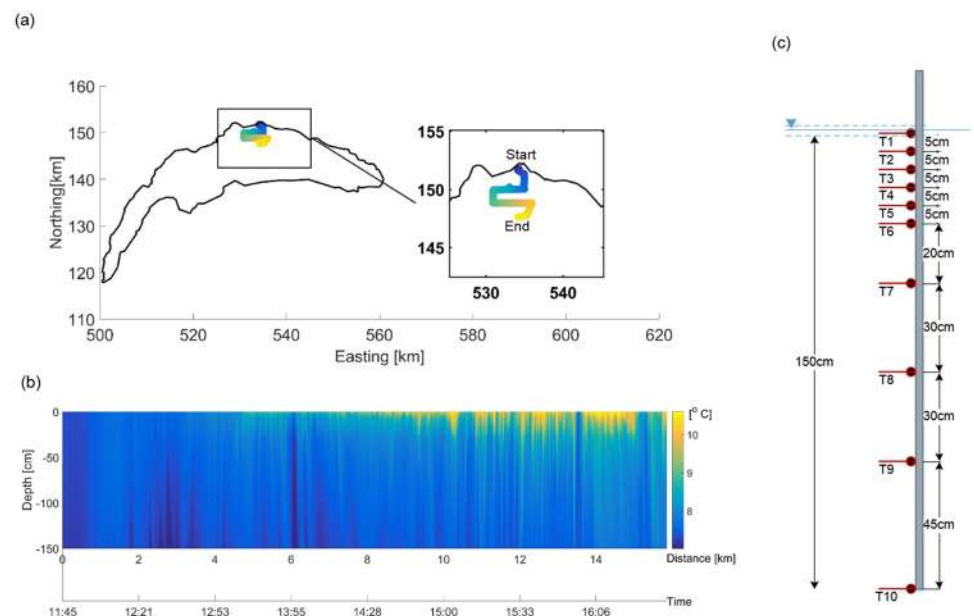 (a)
160
150
140
130
120
110
Northing[km]
500
520
540
560
580
600
620
Easting [km]
155
150
145
530
540
Start
End
(b)
0
-50
-100
-150
Depth [cm]
[° C]
10
9
8
0
2
4
6
8
10
12
14
Distance [km]
11:45
12:21
12:53
13:55
14:28
15:00
15:33
16:06
Time
(c)
T1
5cm
T2
5cm
T3
5cm
T4
5cm
T5
5cm
T6
20cm
T7
30cm
150cm
T8
30cm
T9
45cm
T10